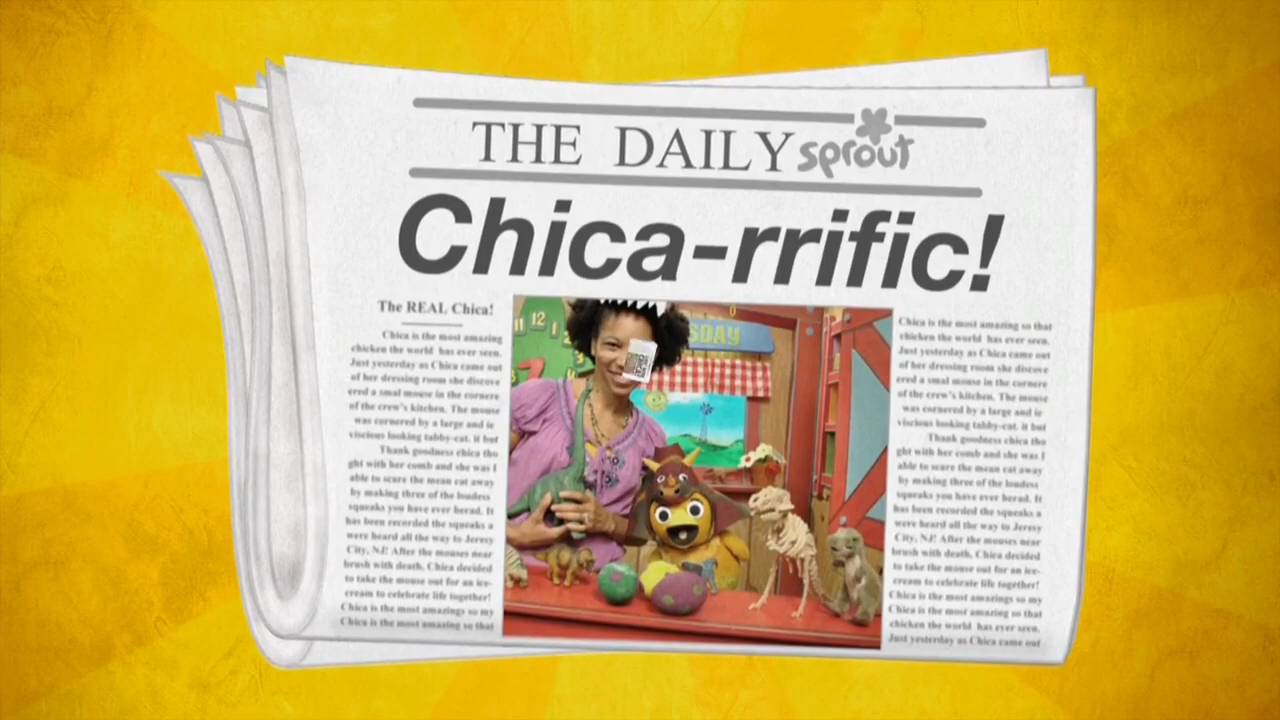 THE DAILY sprout
Chica-rrific!
The REAL Chica!
Chica is the most amazing
chicken the world has ever seen.
Just yesterday as Chica came out
of her dressing room she discove
ered a smal mouse in the cornere
of the crew's kitchen. The mouse
was cornered by a large and ie
viscious looking tabby-cat. if but
Thank goodness chica tho
ght with her comb and she was I
able to scare the mean cat away
by making three of the loudess
squeaks you have ever herad. It
has been recorded the squeaks a
were heard all the way to Jeresy
City, NJ! After the mouses near
brush with death, Chica decided
to take the mouse out for an ice-
cream to celebrate life together!
Chica is the most amazings so my
Chica is the most amazing so that
11 12 1
SDAY
Chica is the most amazing so that
chicken the world has ever seen.
Just yesterday as Chica came out
of her dressing room she discove
ered a smal mouse in the cornere
of the crew's kitchen. The mouse
was cornered by a large and ie
viscious looking tabby-cat. if but
Thank goodness chica tho
ght with her comb and she was I
able to scare the mean cat away
by making three of the loudess
squeaks you have ever herad. It
has been recorded the squeaks a
were heard all the way to Jeresy
City, NJ! After the mouses near
brush with death, Chica decided
to take the mouse out for an ice-
cream to celebrate life together!
Chica is the most amazings so my
Chica is the most amazing so that
chicken the world has ever seen.
Just yesterday as Chica came out